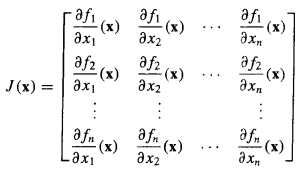 J(x) = [ ∂f₁/∂x₁ (x) ∂f₁/∂x₂ (x) ⋯ ∂f₁/∂xₙ (x)
∂f₂/∂x₁ (x) ∂f₂/∂x₂ (x) ⋯ ∂f₂/∂xₙ (x)
⋮ ⋮ ⋮
∂fₙ/∂x₁ (x) ∂fₙ/∂x₂ (x) ⋯ ∂fₙ/∂xₙ (x) ]